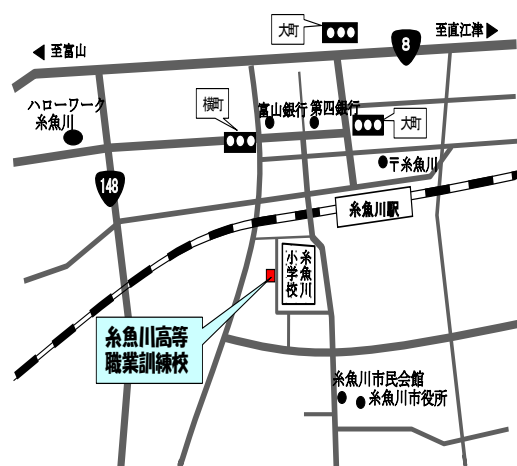 大町
至直江津
8
至富山
ハローワーク
糸魚川
横町
富山銀行
第四銀行
大町
〒糸魚川
148
糸魚川駅
糸魚川
小学校
糸魚川高等
職業訓練校
糸魚川市民会館
糸魚川市役所